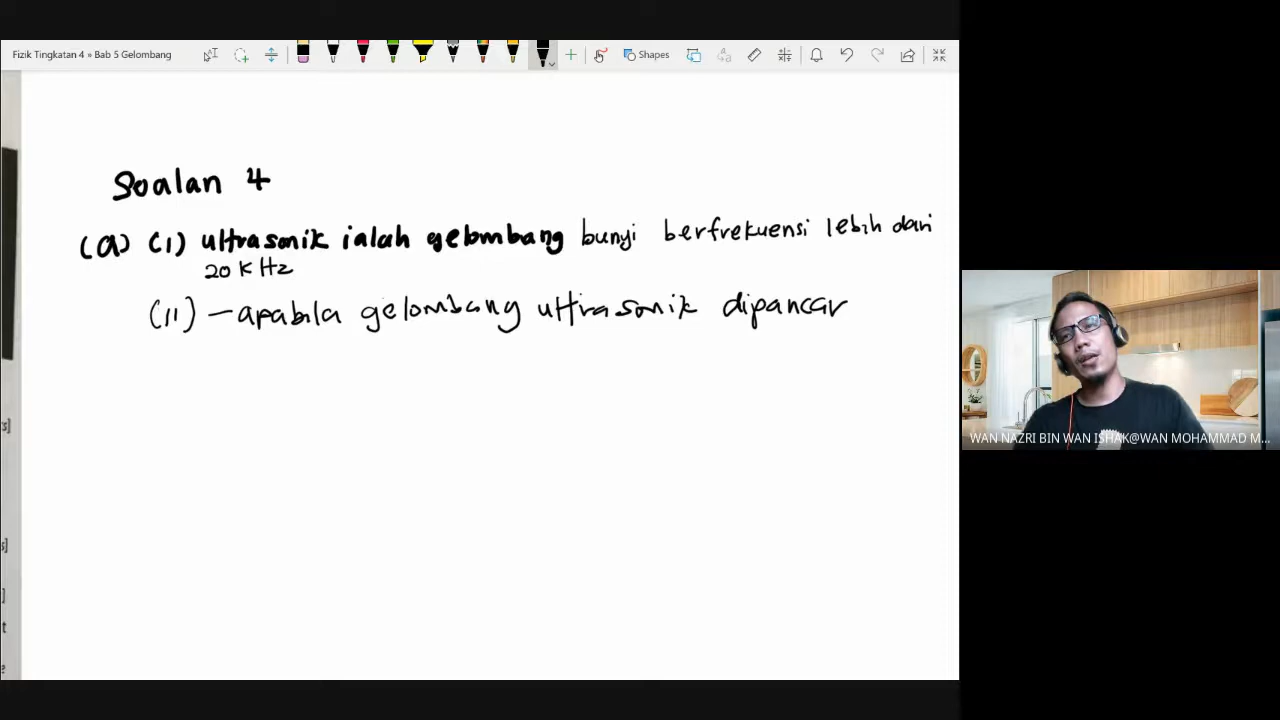 Fizik Tingkatan 4 » Bab 5 Gelombang
Shapes
Soalan 4
(a) (i) ultrasonik ialah gelombang bunyi berfrekuensi lebih dari
20 KHz
(ii) - apabila gelombang ultrasonik dipancar
s]
s]
]
t
e
WAN NAZRI BIN WAN ISHAK@WAN MOHAMMAD M...